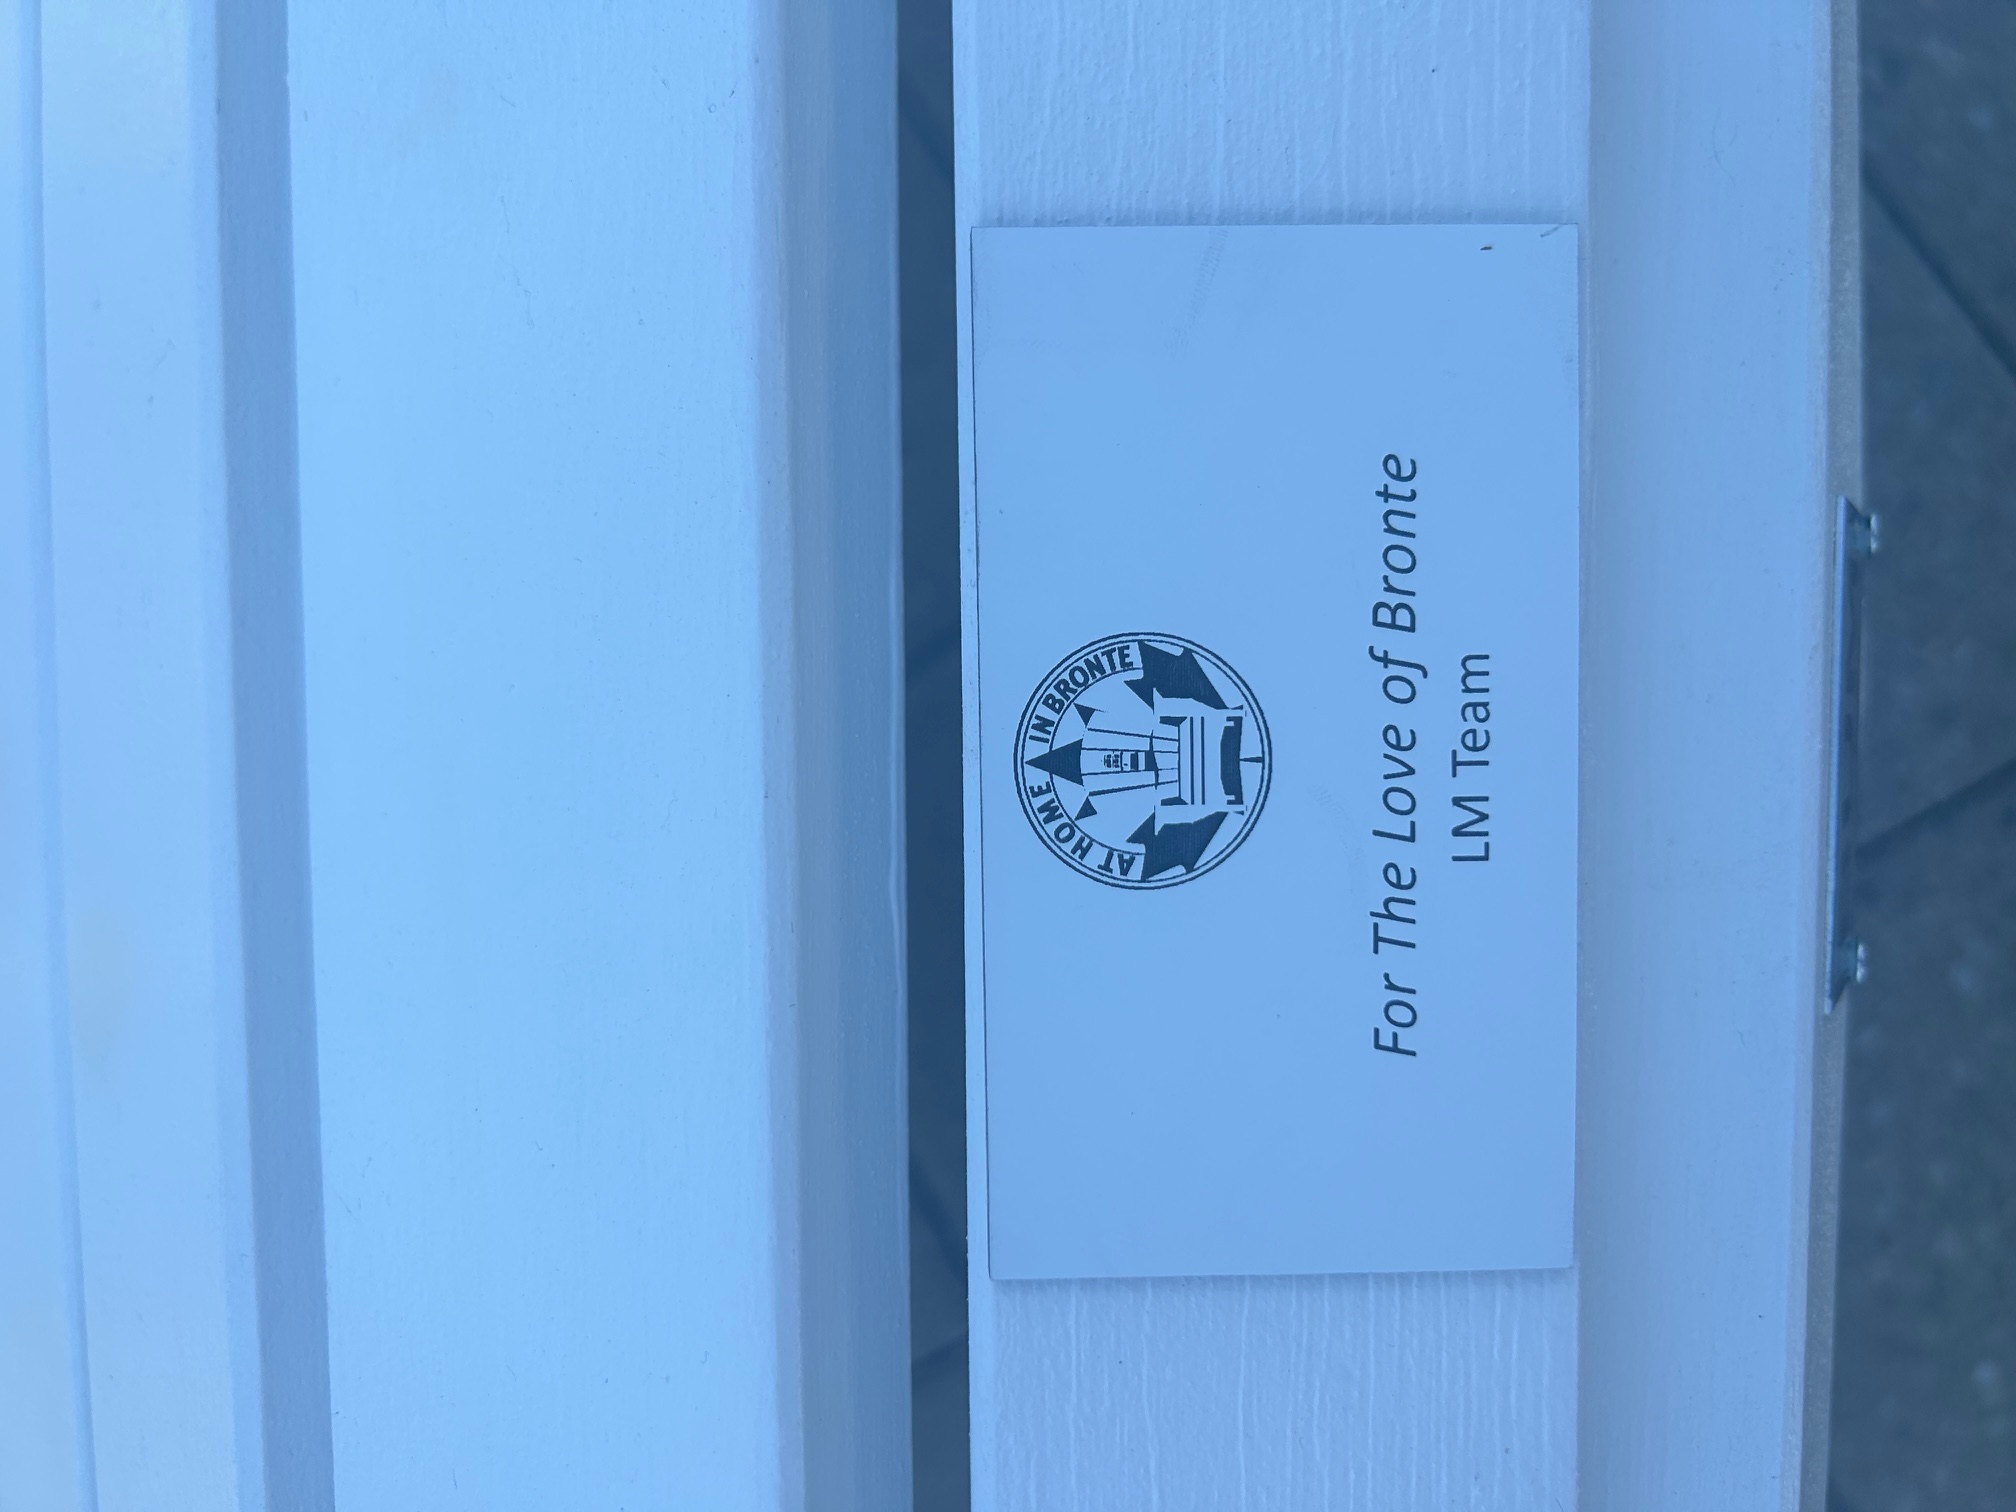 AT HOME IN BRONTE
For The Love of Bronte
LM Team